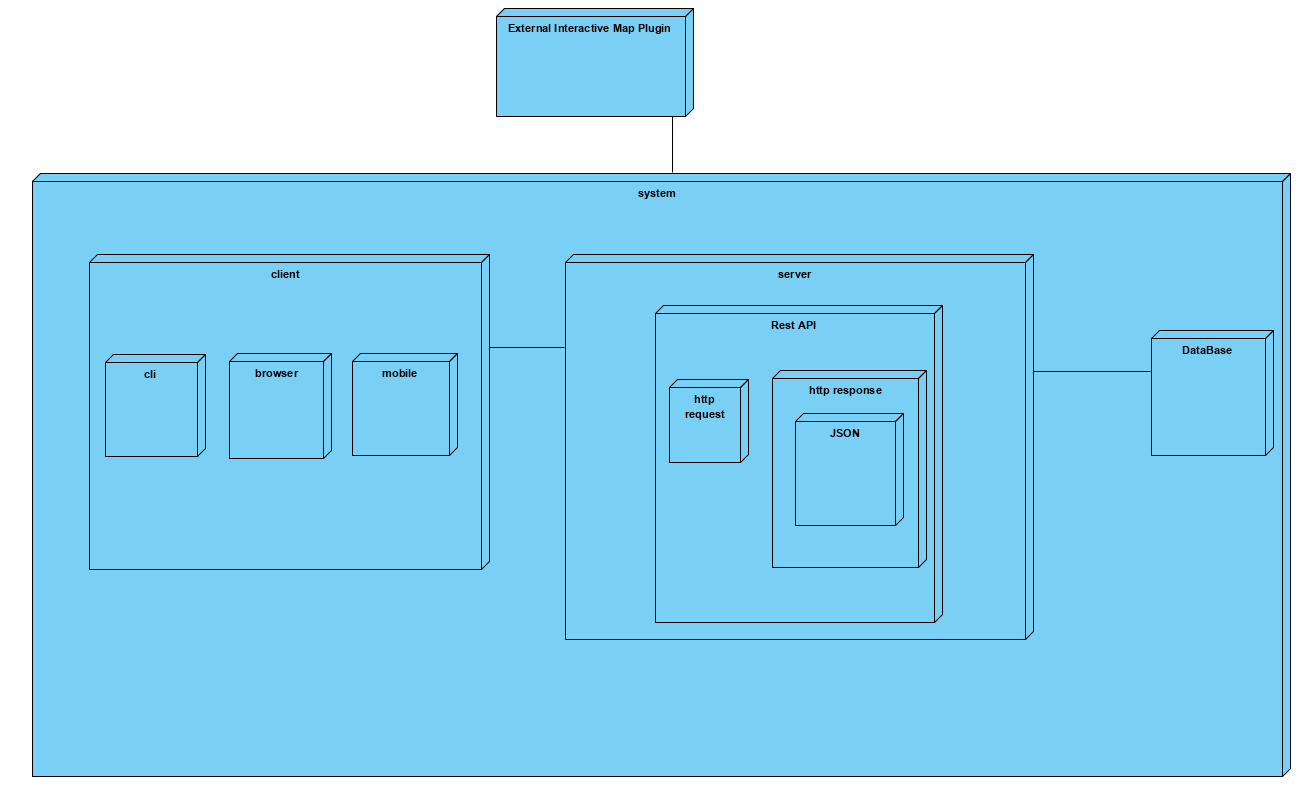 External Interactive Map Plugin
system
client
server
Rest API
DataBase
cli
browser
mobile
http
request
http response
JSON